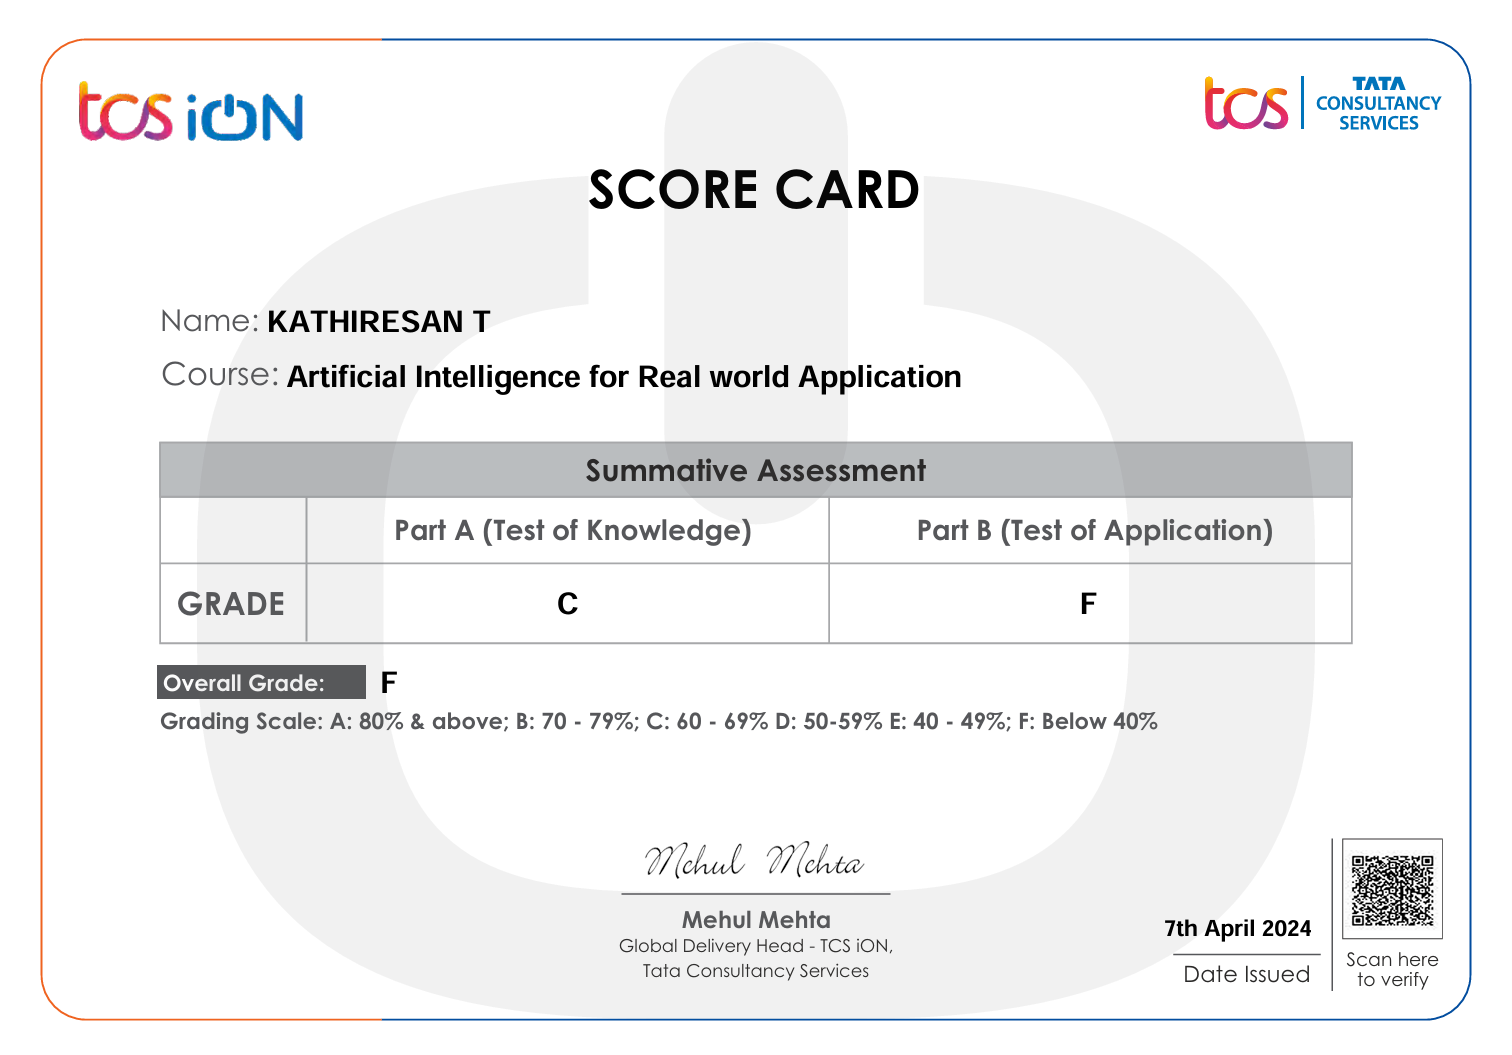 tcs iON
tcs | TATA
CONSULTANCY
SERVICES
SCORE CARD
Name: KATHIRESAN T
Course: Artificial Intelligence for Real world Application
Summative Assessment
Part A (Test of Knowledge) Part B (Test of Application)
GRADE C F
Overall Grade: F
Grading Scale: A: 80% & above; B: 70 - 79%; C: 60 - 69% D: 50-59% E: 40 - 49%; F: Below 40%
Mehul Mehta
Mehul Mehta
Global Delivery Head - TCS iON,
Tata Consultancy Services
7th April 2024
Date Issued
Scan here
to verify